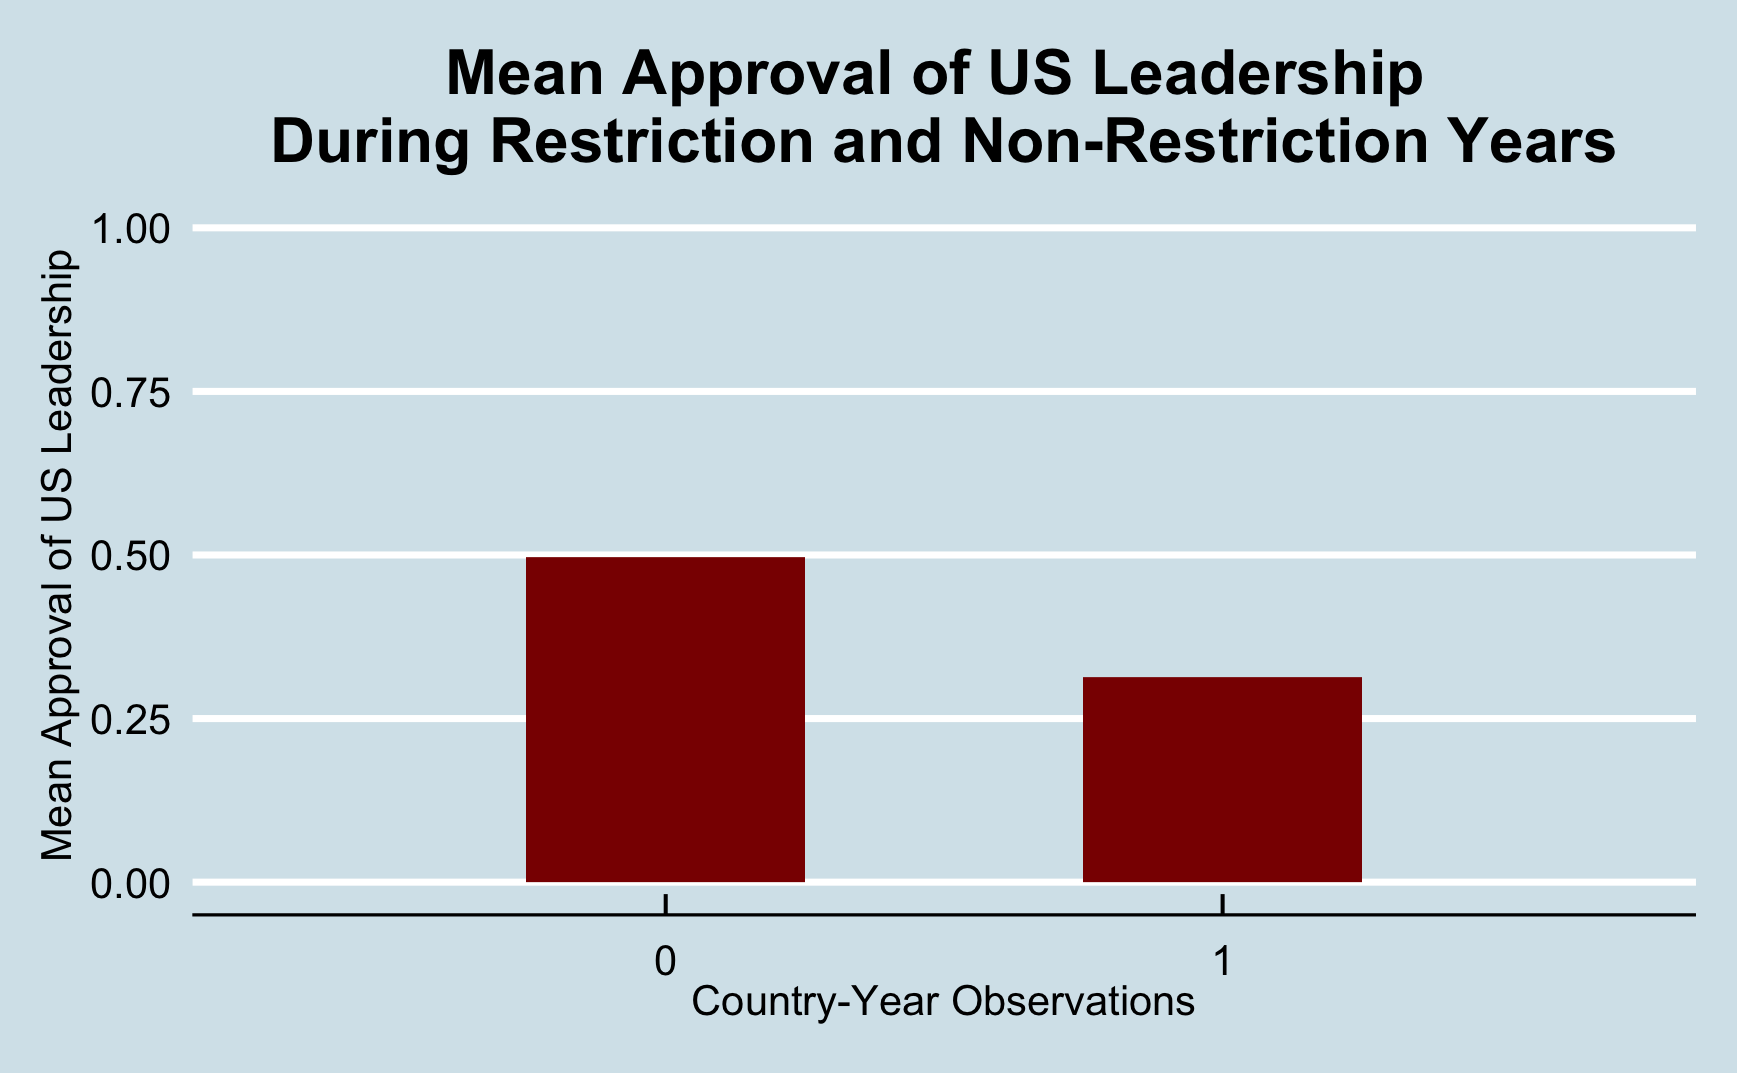 Mean Approval of US Leadership
During Restriction and Non-Restriction Years
Mean Approval of US Leadership
1.00
0.75
0.50
0.25
0.00
0 1
Country-Year Observations